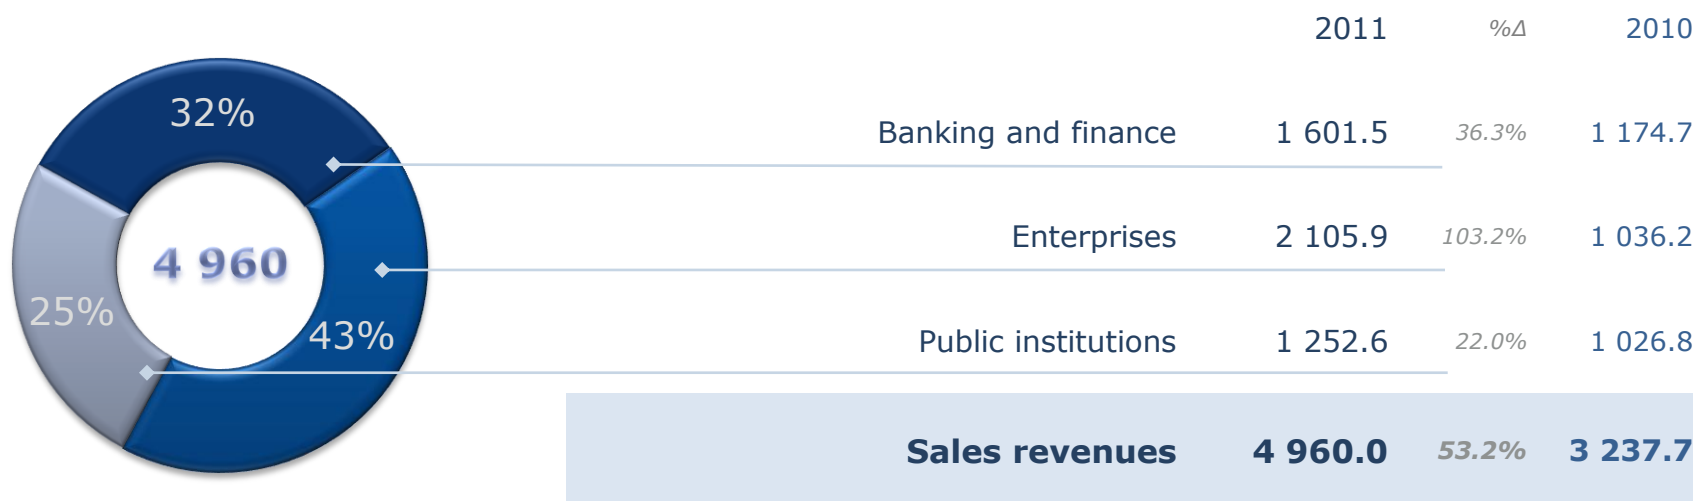 2011 %Δ 2010
32%
Banking and finance 1 601.5 36.3% 1 174.7
Enterprises 2 105.9 103.2% 1 036.2
4 960
25%
43%
Public institutions 1 252.6 22.0% 1 026.8
Sales revenues 4 960.0 53.2% 3 237.7